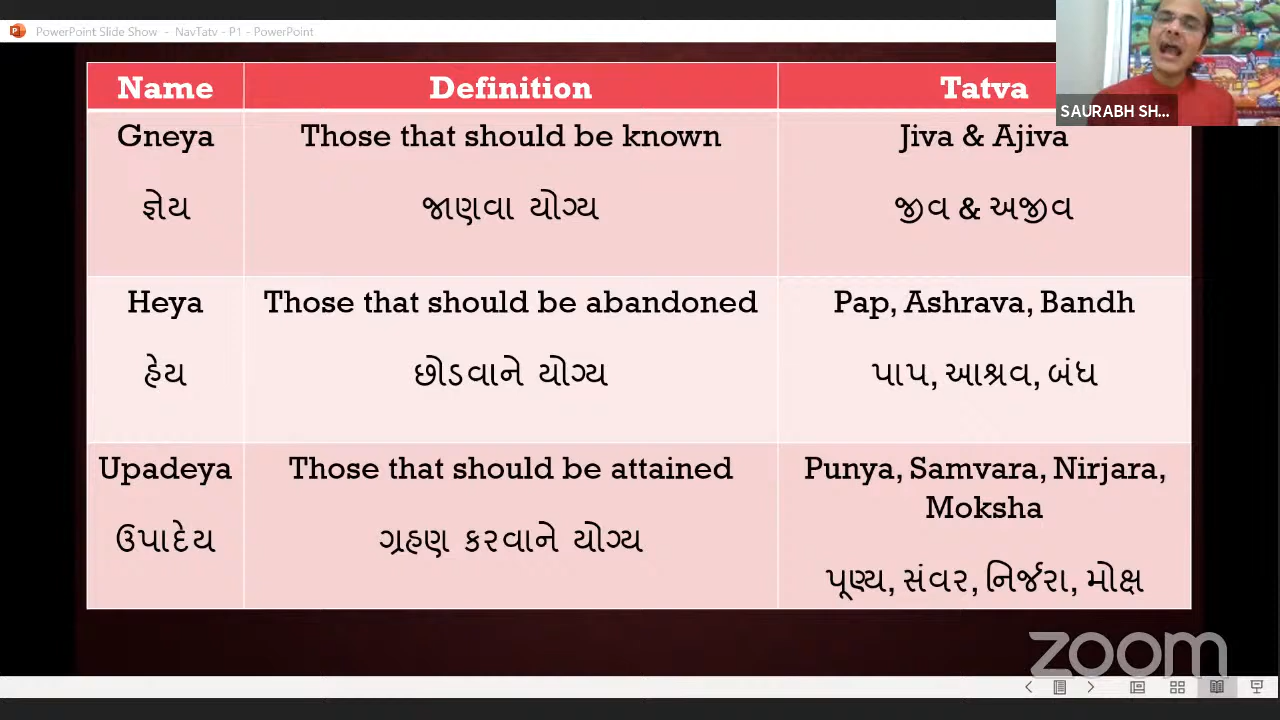 PowerPoint Slide Show - NavTatv - P1 - PowerPoint
SAURABH SH...
Name Definition Tatva
Gneya Those that should be known Jiva & Ajiva
જ્ઞેય જાણવા યોગ્ય જીવ & અજીવ
Heya Those that should be abandoned Pap, Ashrava, Bandh
હેય છોડવાને યોગ્ય પાપ, આશ્રવ, બંધ
Upadeya Those that should be attained Punya, Samvara, Nirjara,
Moksha
ઉપાદેય ગ્રહણ કરવાને યોગ્ય
પૂણ્ય, સંવર, નિર્જરા, મોક્ષ
zoom